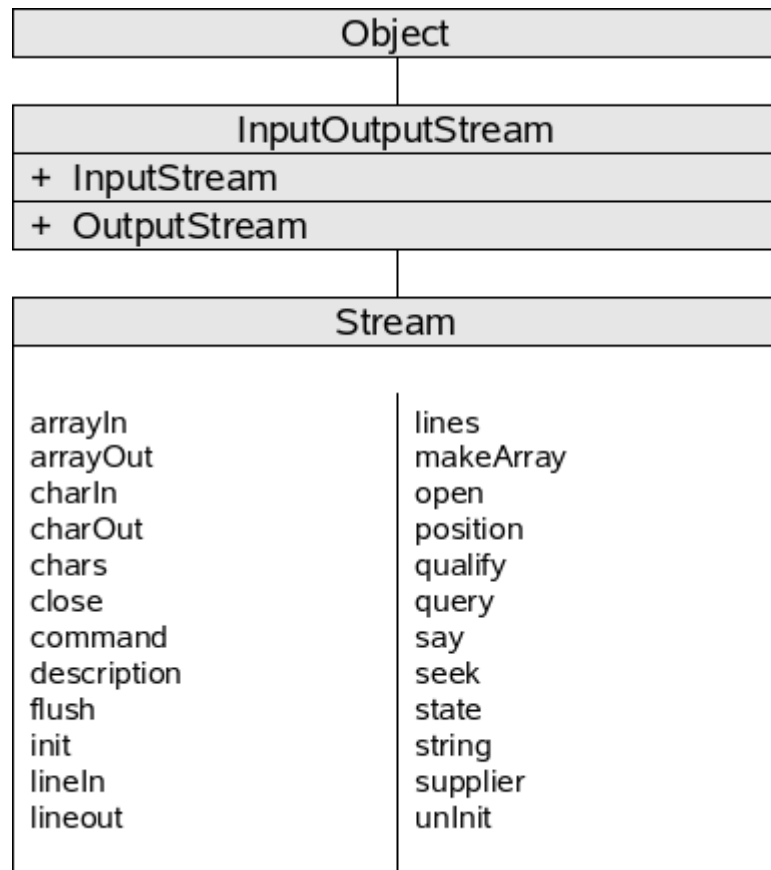 Object
InputOutputStream
+ InputStream
+ OutputStream
Stream
arrayIn
arrayOut
charIn
charOut
chars
close
command
description
flush
init
lineIn
lineout
lines
makeArray
open
position
qualify
query
say
seek
state
string
supplier
unInit